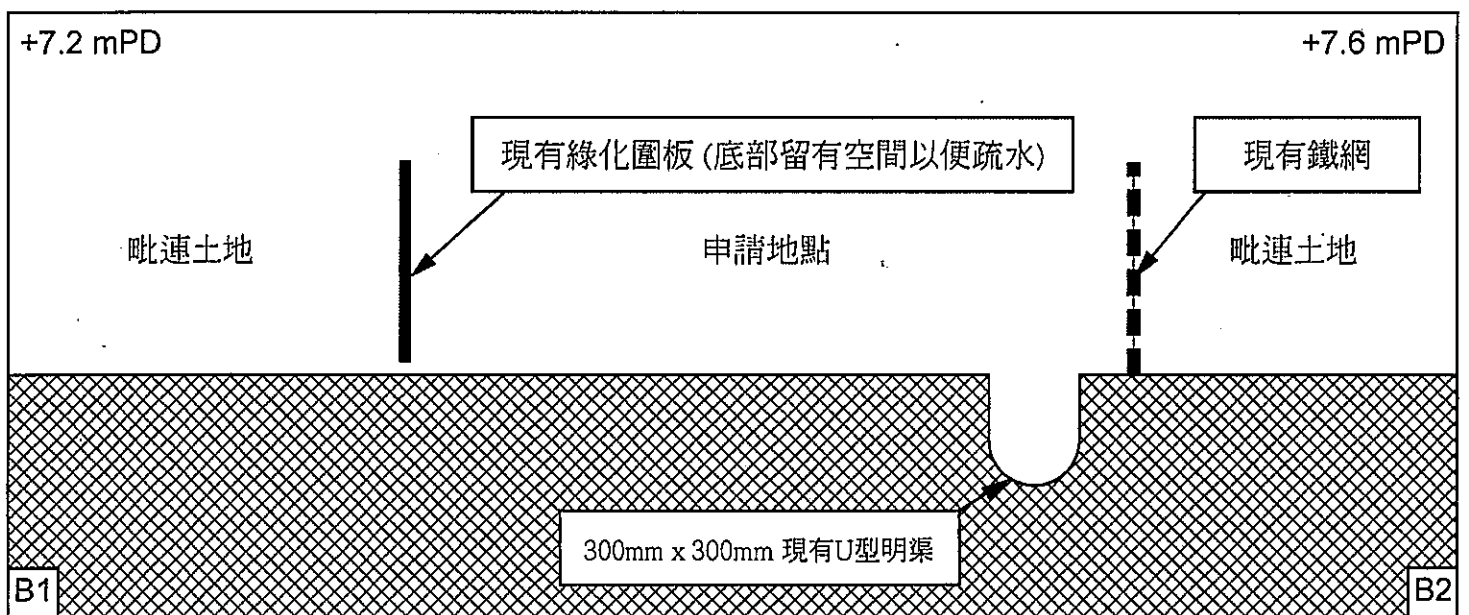 +7.2 mPD
+7.6 mPD
現有綠化圍板 (底部留有空間以便疏水)
現有鐵網
毗連土地
申請地點
毗連土地
300mm x 300mm 現有U型明渠
B1
B2